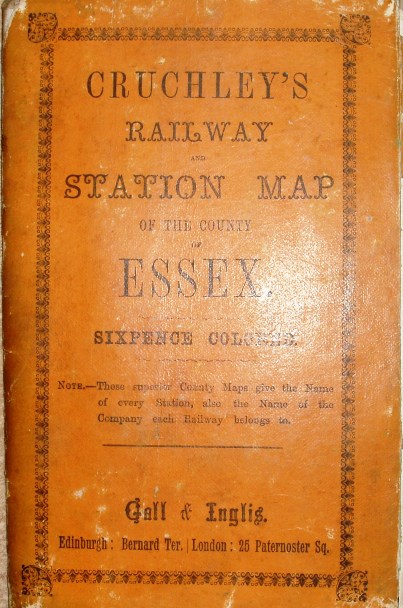 CRUCHLEY'S
RAILWAY
AND
STATION MAP
OF THE COUNTY
OF
ESSEX.
SIXPENCE COLORED.
NOTE.—These superior County Maps give the Name
of every Station, also the Name of the
Company each Railway belongs to.
Gall & Inglis.
Edinburgh: Bernard Ter. | London: 25 Paternoster Sq.